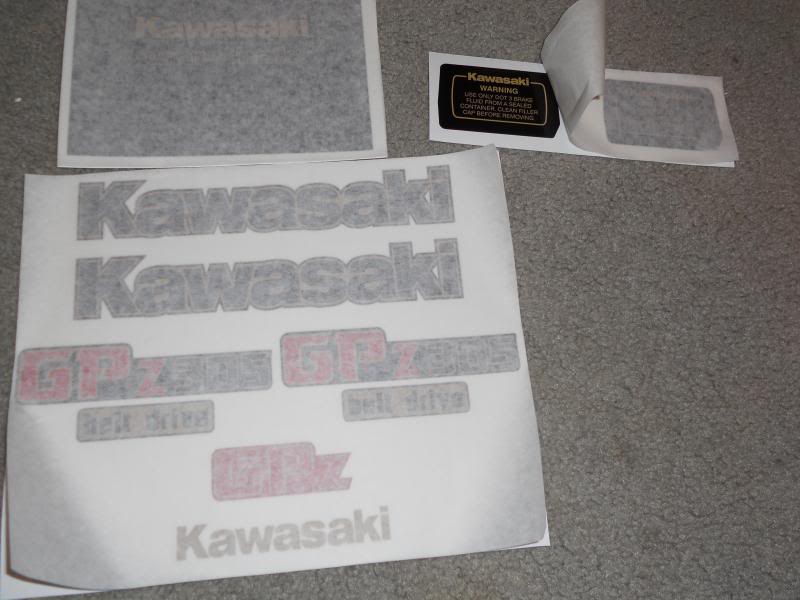 Kawasaki
Kawasaki
WARNING
USE ONLY DOT 3 BRAKE
FLUID FROM A SEALED
CONTAINER. CLEAN FILLER
CAP BEFORE REMOVING.
Kawasaki
Kawasaki
GPz305
GPz305
belt drive
belt drive
GPz
Kawasaki